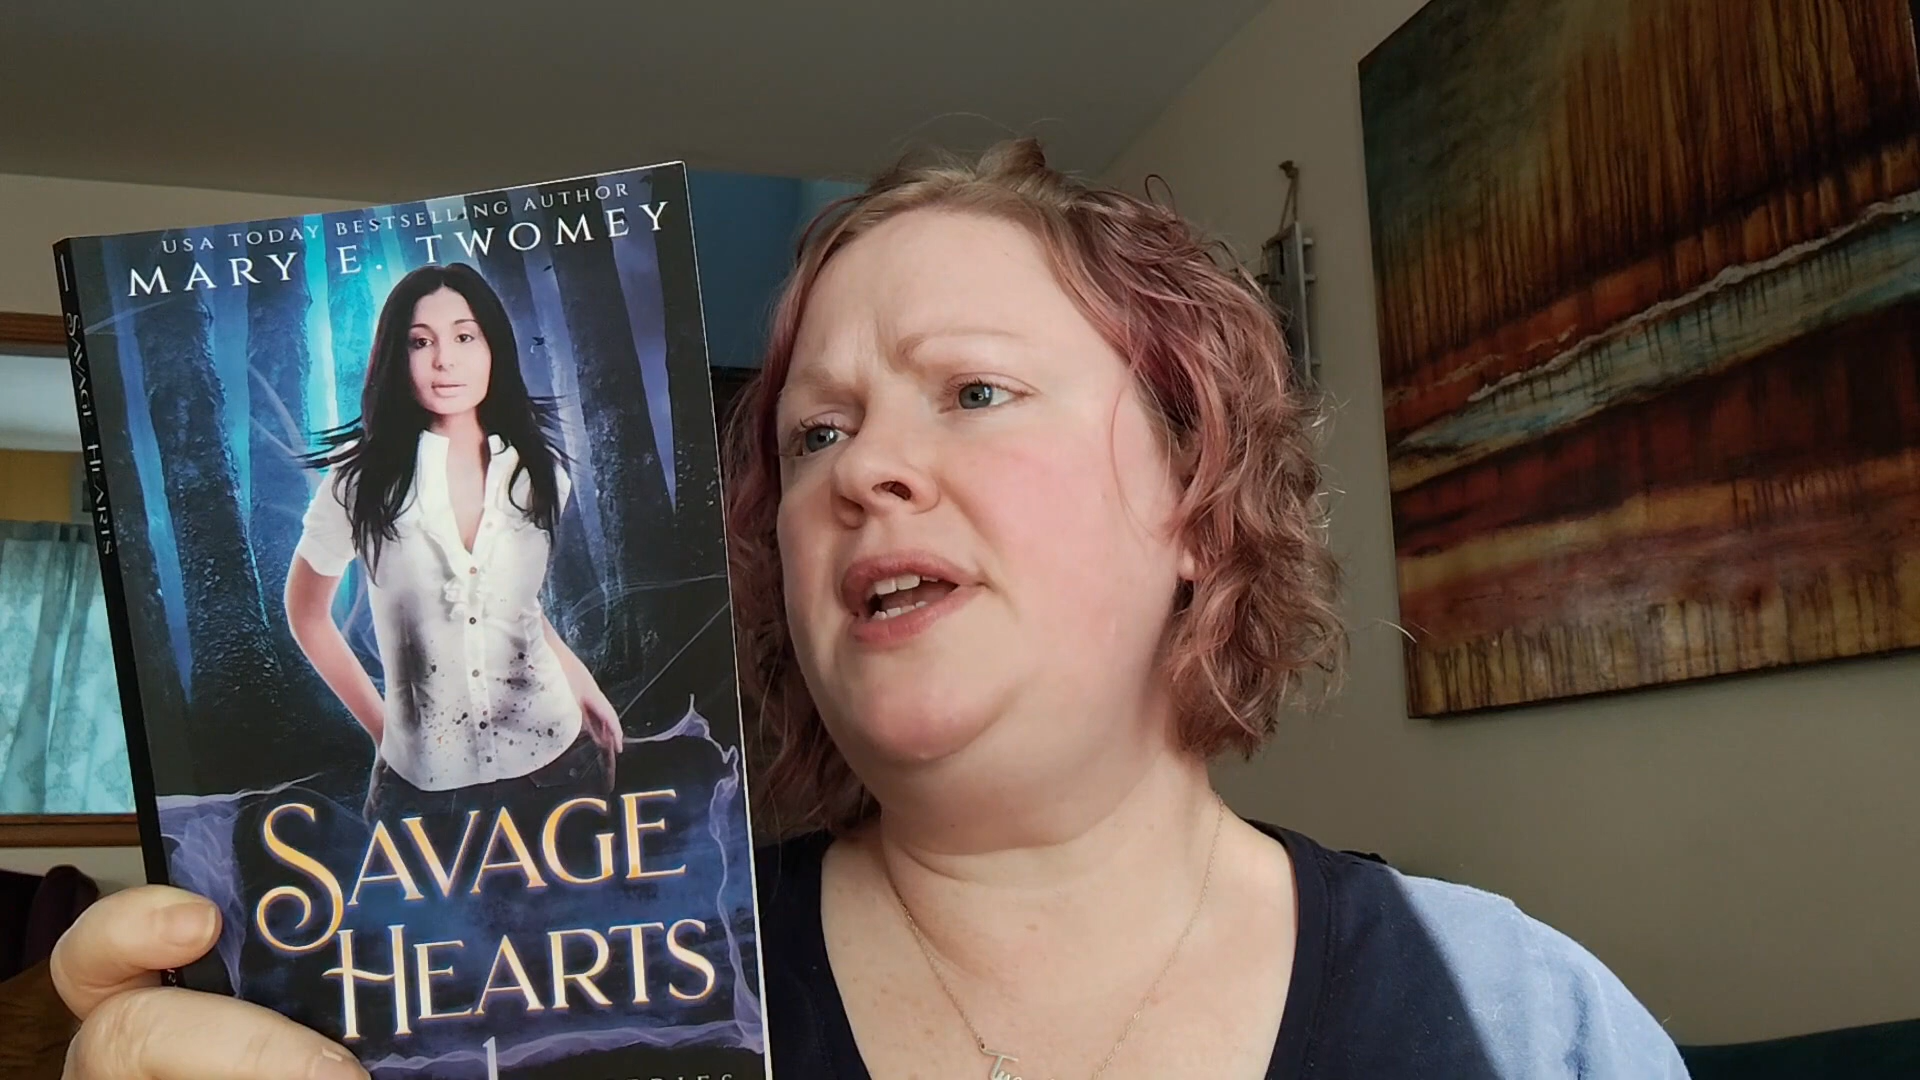 USA TODAY BESTSELLING AUTHOR
MARY E. TWOMEY
SAVAGE HEARTS
SAVAGE
HEARTS
1